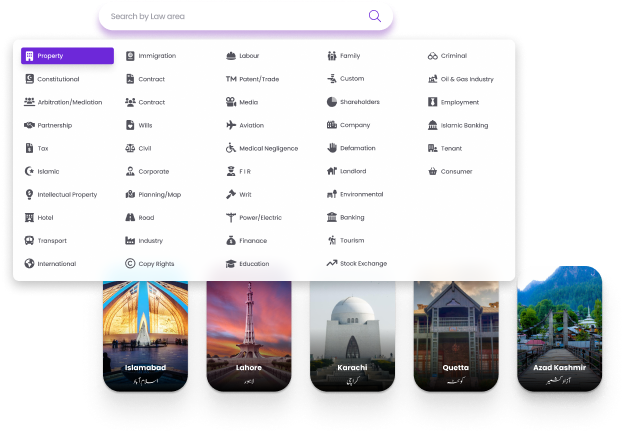 Search by Law area
Property
Immigration
Labour
Family
Criminal
Constitutional
Contract
TM Patent/Trade
Custom
Oil & Gas industry
Arbitration/Mediation
Contract
Media
Shareholders
Employment
Partnership
Wills
Aviation
Company
Islamic Banking
Tax
Civil
Medical Negligence
Defamation
Tenant
Islamic
Corporate
F I R
Landlord
Consumer
Intellectual Property
Planning/Map
Writ
Environmental
Hotel
Road
Power/Electric
Banking
Transport
Industry
Finanace
Tourism
International
Copy Rights
Education
Stock Exchange
Islamabad
Lahore
Karachi
Quetta
Azad Kashmir
اسلام آباد
لاہور
کراچی
کوئٹہ
آزاد کشمیر